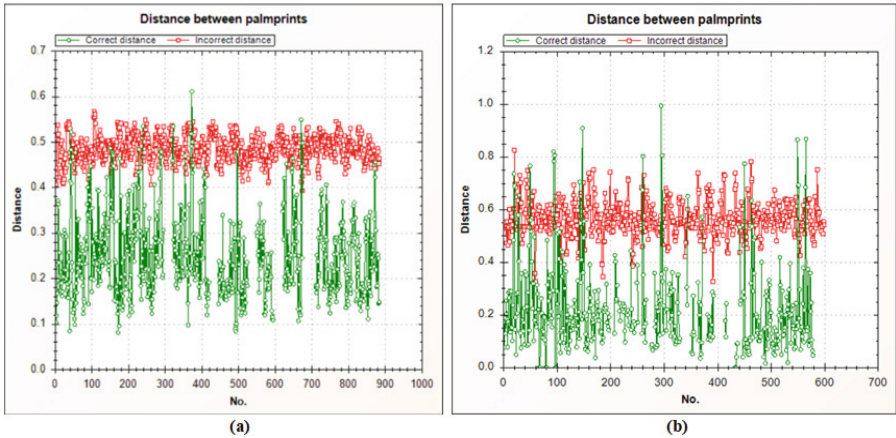 Distance between palmprints
Correct distance Incorrect distance
0.7
0.6
0.5
0.4
0.3
0.2
0.1
0.0
Distance
0 100 200 300 400 500 600 700 800 900 1000
No.
(a)
Distance between palmprints
Correct distance Incorrect distance
1.2
1.0
0.8
0.6
0.4
0.2
0.0
Distance
0 100 200 300 400 500 600 700
No.
(b)